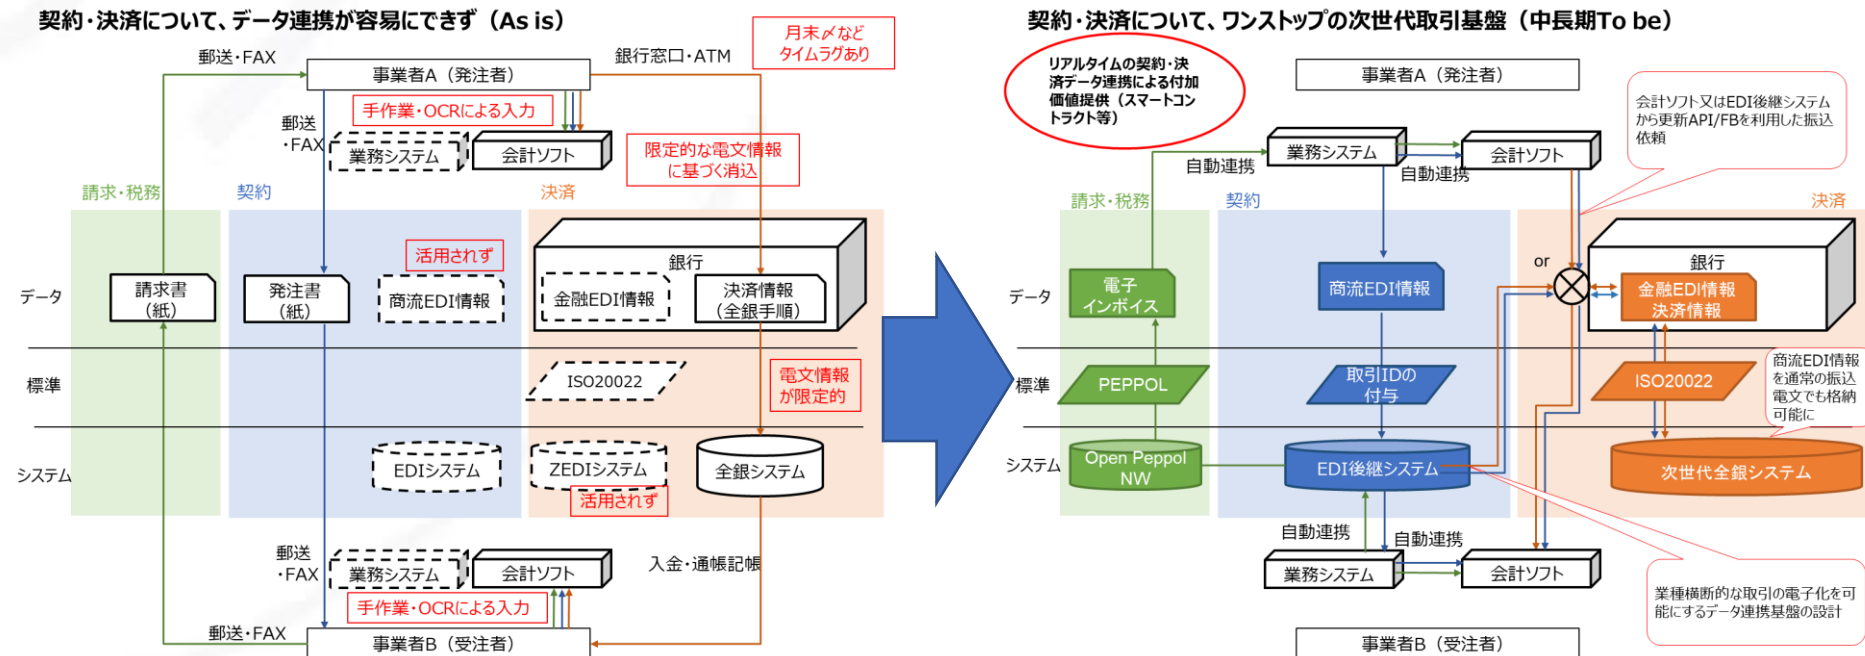 契約・決済について、データ連携が容易にできず（As is）
月末〆など
タイムラグあり
郵送・FAX
事業者A（発注者）
銀行窓口・ATM
手作業・OCRによる入力
郵送
・FAX
業務システム
会計ソフト
限定的な電文情報
に基づく消込
請求・税務
契約
決済
活用されず
銀行
データ
請求書
（紙）
発注書
（紙）
商流EDI情報
金融EDI情報
決済情報
（全銀手順）
標準
ISO20022
電文情報
が限定的
システム
EDIシステム
ZEDIシステム
全銀システム
活用されず
郵送
・FAX
業務システム
会計ソフト
入金・通帳記帳
手作業・OCRによる入力
郵送・FAX
事業者B（受注者）
契約・決済について、ワンストップの次世代取引基盤（中長期To be）
リアルタイムの契約・決
済データ連携による付加
価値提供（スマートコン
トラクト等）
事業者A（発注者）
会計ソフト又はEDI後継システム
から更新API/FBを利用した振込
依頼
業務システム
会計ソフト
自動連携
自動連携
請求・税務
契約
決済
or
銀行
データ
電子
インボイス
商流EDI情報
金融EDI情報
決済情報
標準
PEPPOL
取引IDの
付与
ISO20022
商流EDI情報
を通常の振込
電文でも格納
可能に
システム
Open Peppol
NW
EDI後継システム
次世代全銀システム
自動連携
自動連携
業務システム
会計ソフト
業種横断的な取引の電子化を可
能にするデータ連携基盤の設計
事業者B（受注者）